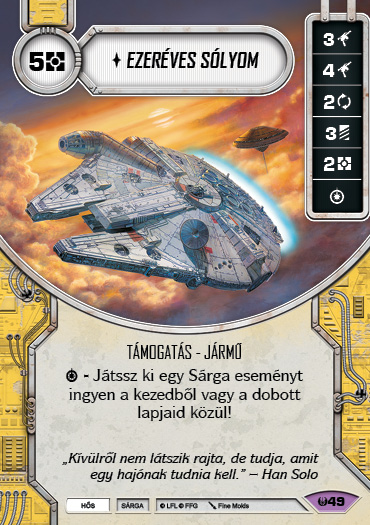 5
EZERÉVES SÓLYOM
3
4
2
3
2
TÁMOGATÁS - JÁRMŰ
- Játssz ki egy Sárga eseményt
ingyen a kezedből vagy a dobott
lapjaid közül!
„Kívülről nem látszik rajta, de tudja, amit
egy hajónak tudnia kell.” – Han Solo
HŐS
SÁRGA
© LFL © FFG
Fine Molds
49